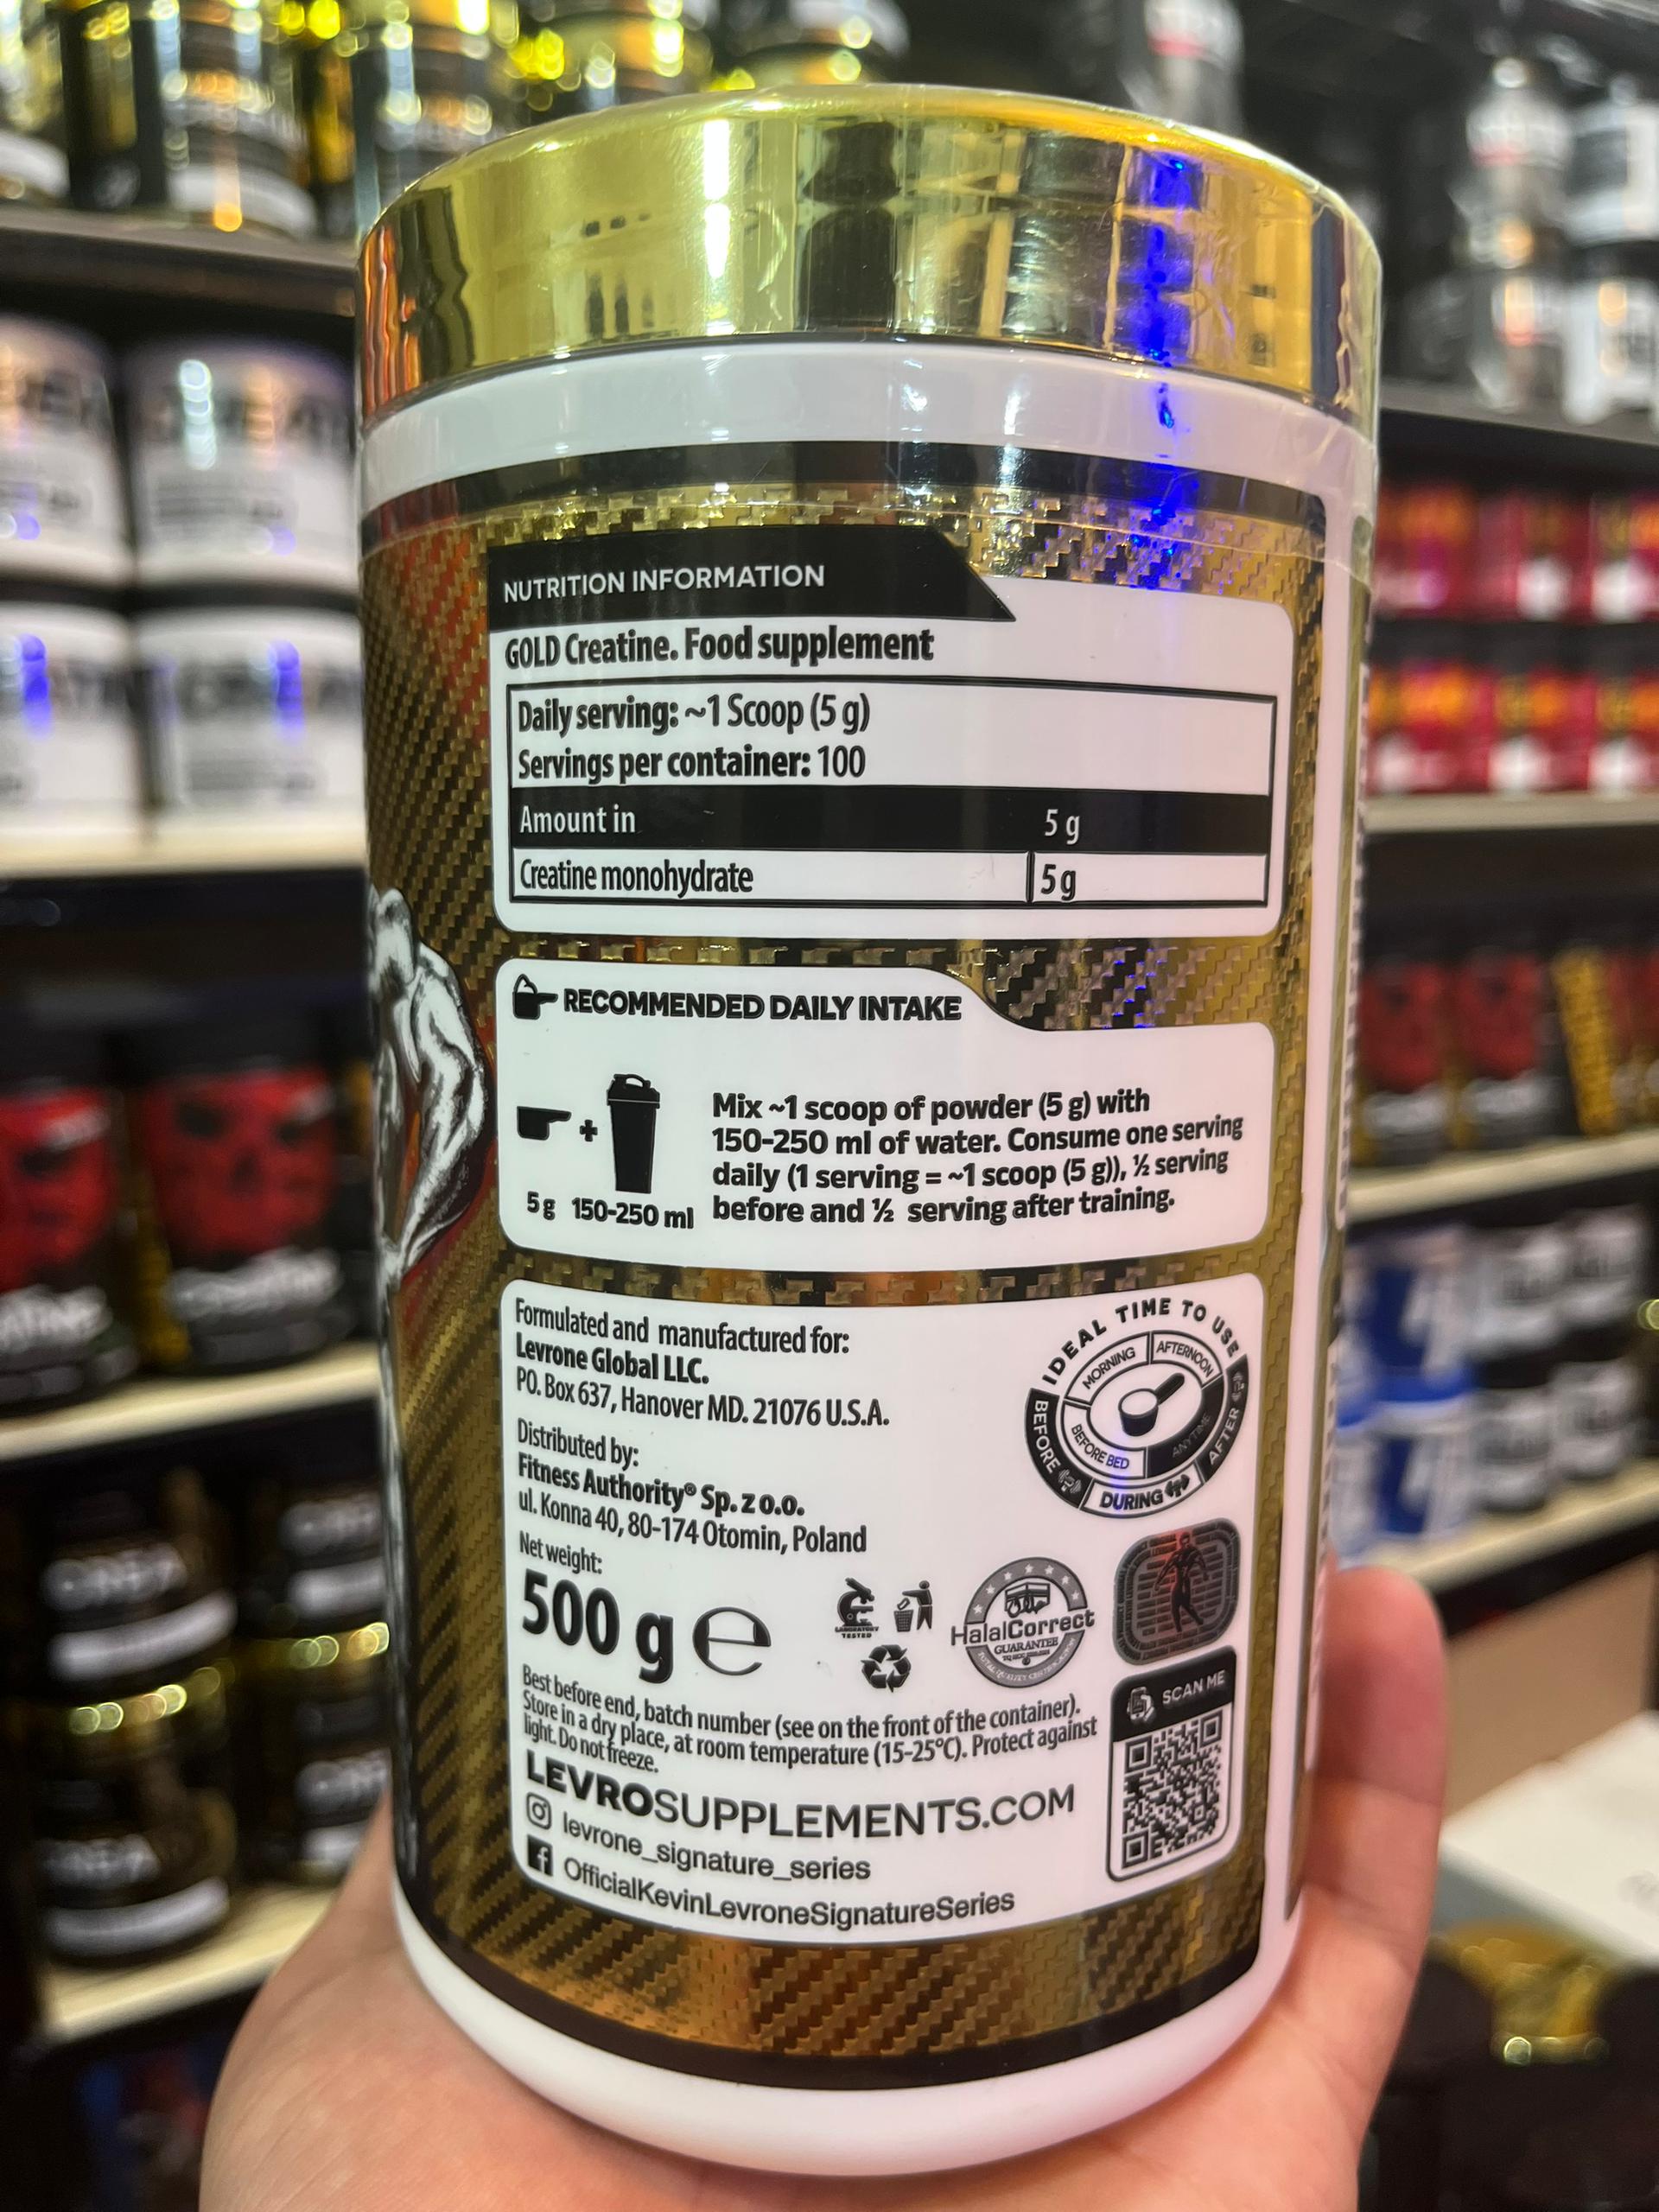 NUTRITION INFORMATION
GOLD Creatine. Food supplement
Daily serving: ~1 Scoop (5 g)
Servings per container: 100
Amount in 5 g
Creatine monohydrate 5 g
RECOMMENDED DAILY INTAKE
5 g 150-250 ml
Mix ~1 scoop of powder (5 g) with
150-250 ml of water. Consume one serving
daily (1 serving = ~1 scoop (5 g)), ½ serving
before and ½ serving after training.
Formulated and manufactured for:
Levrone Global LLC.
PO. Box 637, Hanover MD. 21076 U.S.A.
Distributed by:
Fitness Authority® Sp. z o.o.
ul. Konna 40, 80-174 Otomin, Poland
IDEAL TIME TO USE
MORNING
AFTERNOON
BEFORE BED
ANYTIME
BEFORE
DURING
AFTER
Net weight:
500 g e
LABORATORY
TESTED
HalalCorrect
GUARANTEE
SCAN ME
Best before end, batch number (see on the front of the container).
Store in a dry place, at room temperature (15-25°C). Protect against
light. Do not freeze.
LEVROSUPPLEMENTS.COM
levrone_signature_series
OfficialKevinLevroneSignatureSeries